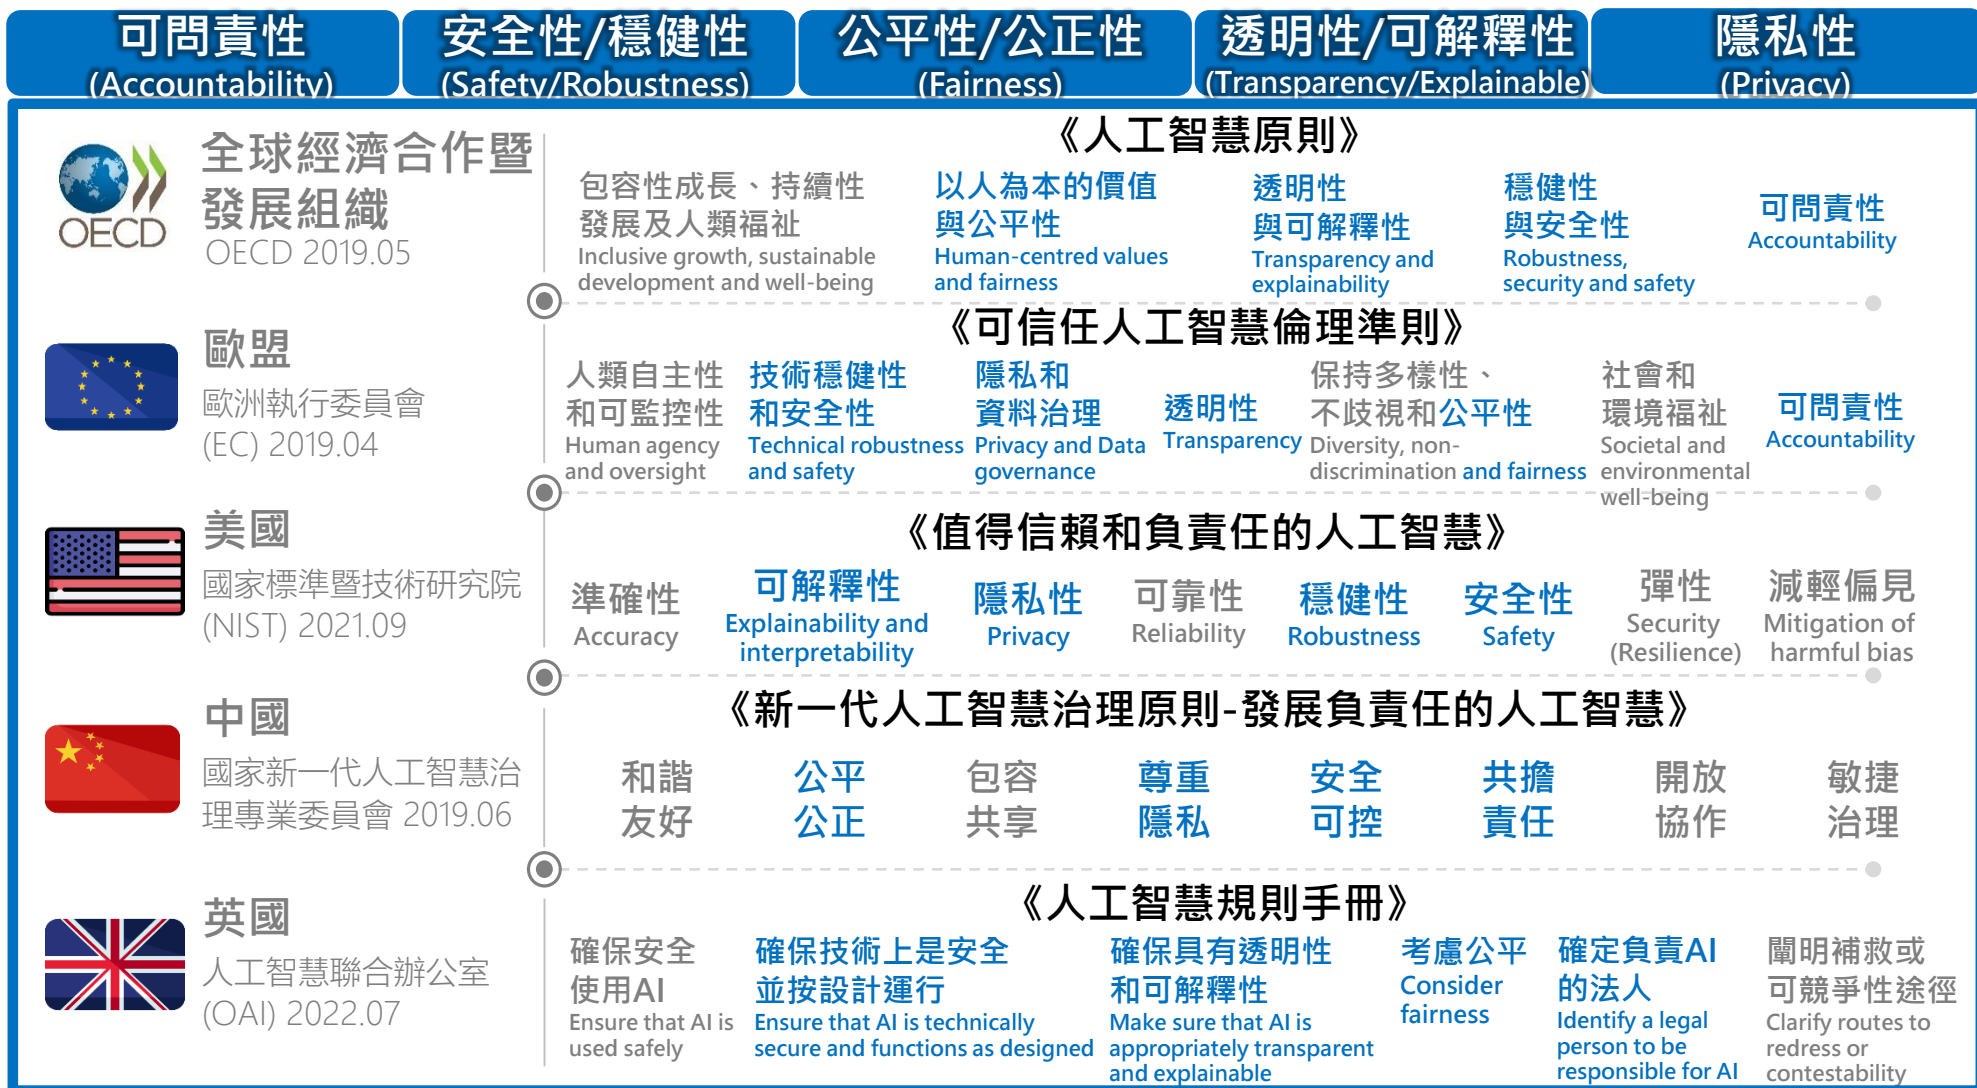 可問責性
(Accountability)
安全性/穩健性
(Safety/Robustness)
公平性/公正性
(Fairness)
透明性/可解釋性
(Transparency/Explainable)
隱私性
(Privacy)
OECD
全球經濟合作暨
發展組織
OECD 2019.05
《人工智慧原則》
包容性成長、持續性
發展及人類福祉
Inclusive growth, sustainable
development and well-being
以人為本的價值
與公平性
Human-centred values
and fairness
透明性
與可解釋性
Transparency and
explainability
穩健性
與安全性
Robustness,
security and safety
可問責性
Accountability
歐盟
歐洲執行委員會
(EC) 2019.04
《可信任人工智慧倫理準則》
人類自主性
和可監控性
Human agency
and oversight
技術穩健性
和安全性
Technical robustness
and safety
隱私和
資料治理
Privacy and Data
governance
透明性
Transparency
保持多樣性、
不歧視和公平性
Diversity, non-
discrimination and fairness
社會和
環境福祉
Societal and
environmental
well-being
可問責性
Accountability
美國
國家標準暨技術研究院
(NIST) 2021.09
《值得信賴和負責任的人工智慧》
準確性
Accuracy
可解釋性
Explainability and
interpretability
隱私性
Privacy
可靠性
Reliability
穩健性
Robustness
安全性
Safety
彈性
Security
(Resilience)
減輕偏見
Mitigation of
harmful bias
中國
國家新一代人工智慧治
理專業委員會 2019.06
《新一代人工智慧治理原則-發展負責任的人工智慧》
和諧
友好
公平
公正
包容
共享
尊重
隱私
安全
可控
共擔
責任
開放
協作
敏捷
治理
英國
人工智慧聯合辦公室
(OAI) 2022.07
《人工智慧規則手冊》
確保安全
使用AI
Ensure that AI is
used safely
確保技術上是安全
並按設計運行
Ensure that AI is technically
secure and functions as designed
確保具有透明性
和可解釋性
Make sure that AI is
appropriately transparent
and explainable
考慮公平
Consider
fairness
確定負責AI
的法人
Identify a legal
person to be
responsible for AI
闡明補救或
可競爭性途徑
Clarify routes to
redress or
contestability